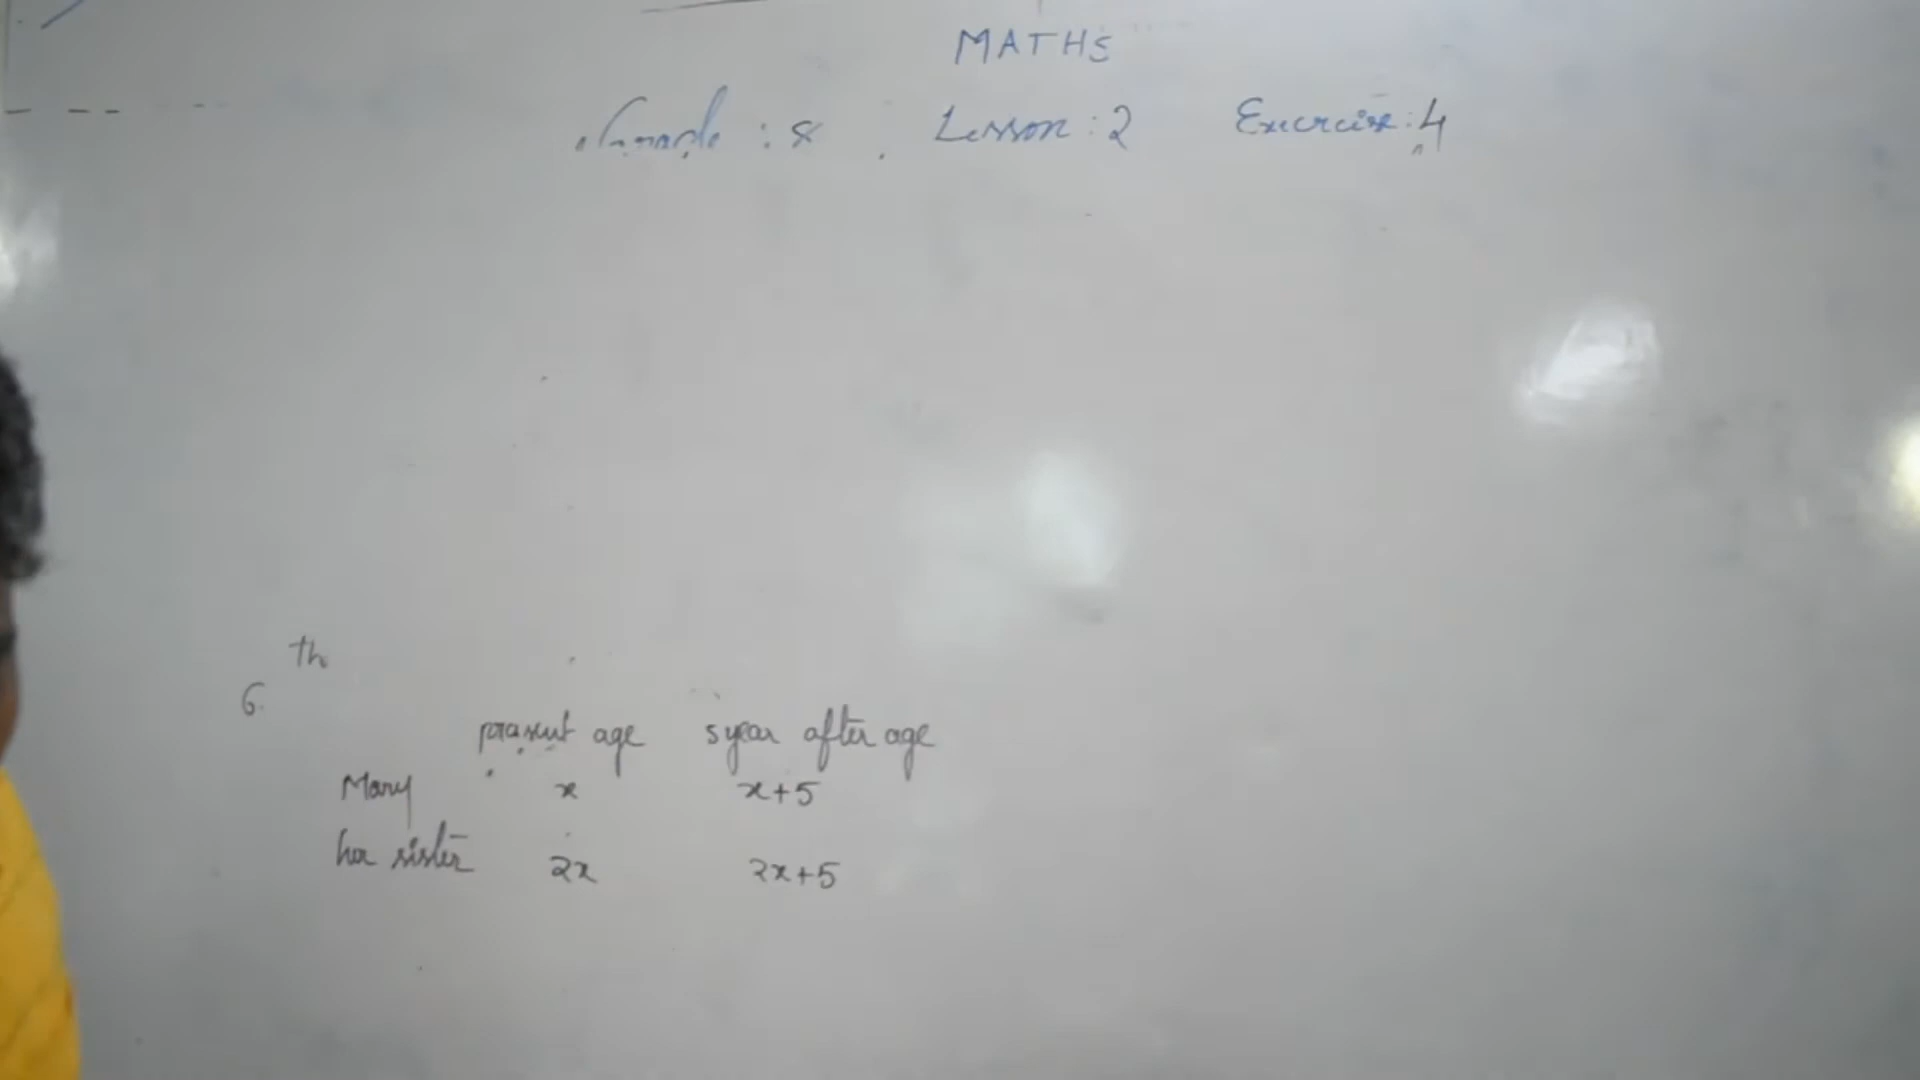 MATHS
Grade : 8 Lesson : 2 Exercise : 4
th
6.
present age 5 year after age
Mary x x+5
her sister 2x 2x+5